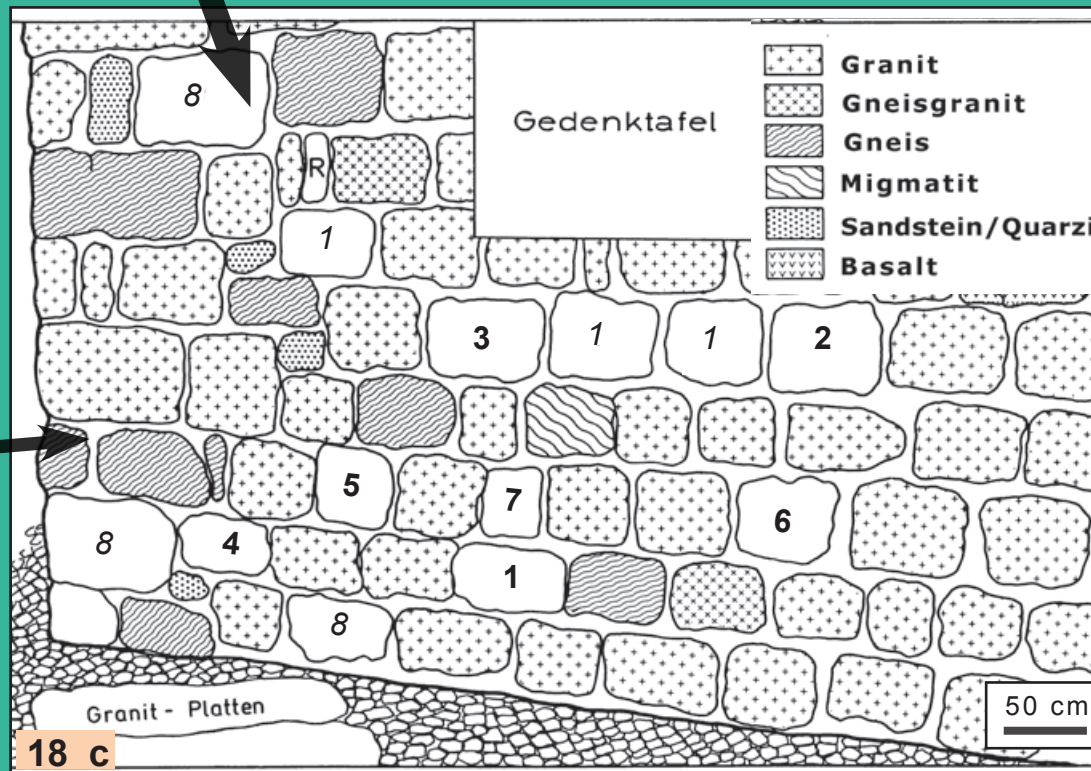 8
Gedenktafel
Granit
Gneisgranit
Gneis
Migmatit
Sandstein/Quarzi
Basalt
R
1
3
1
1
2
5
7
6
8
4
1
8
Granit - Platten
50 cm
18 c